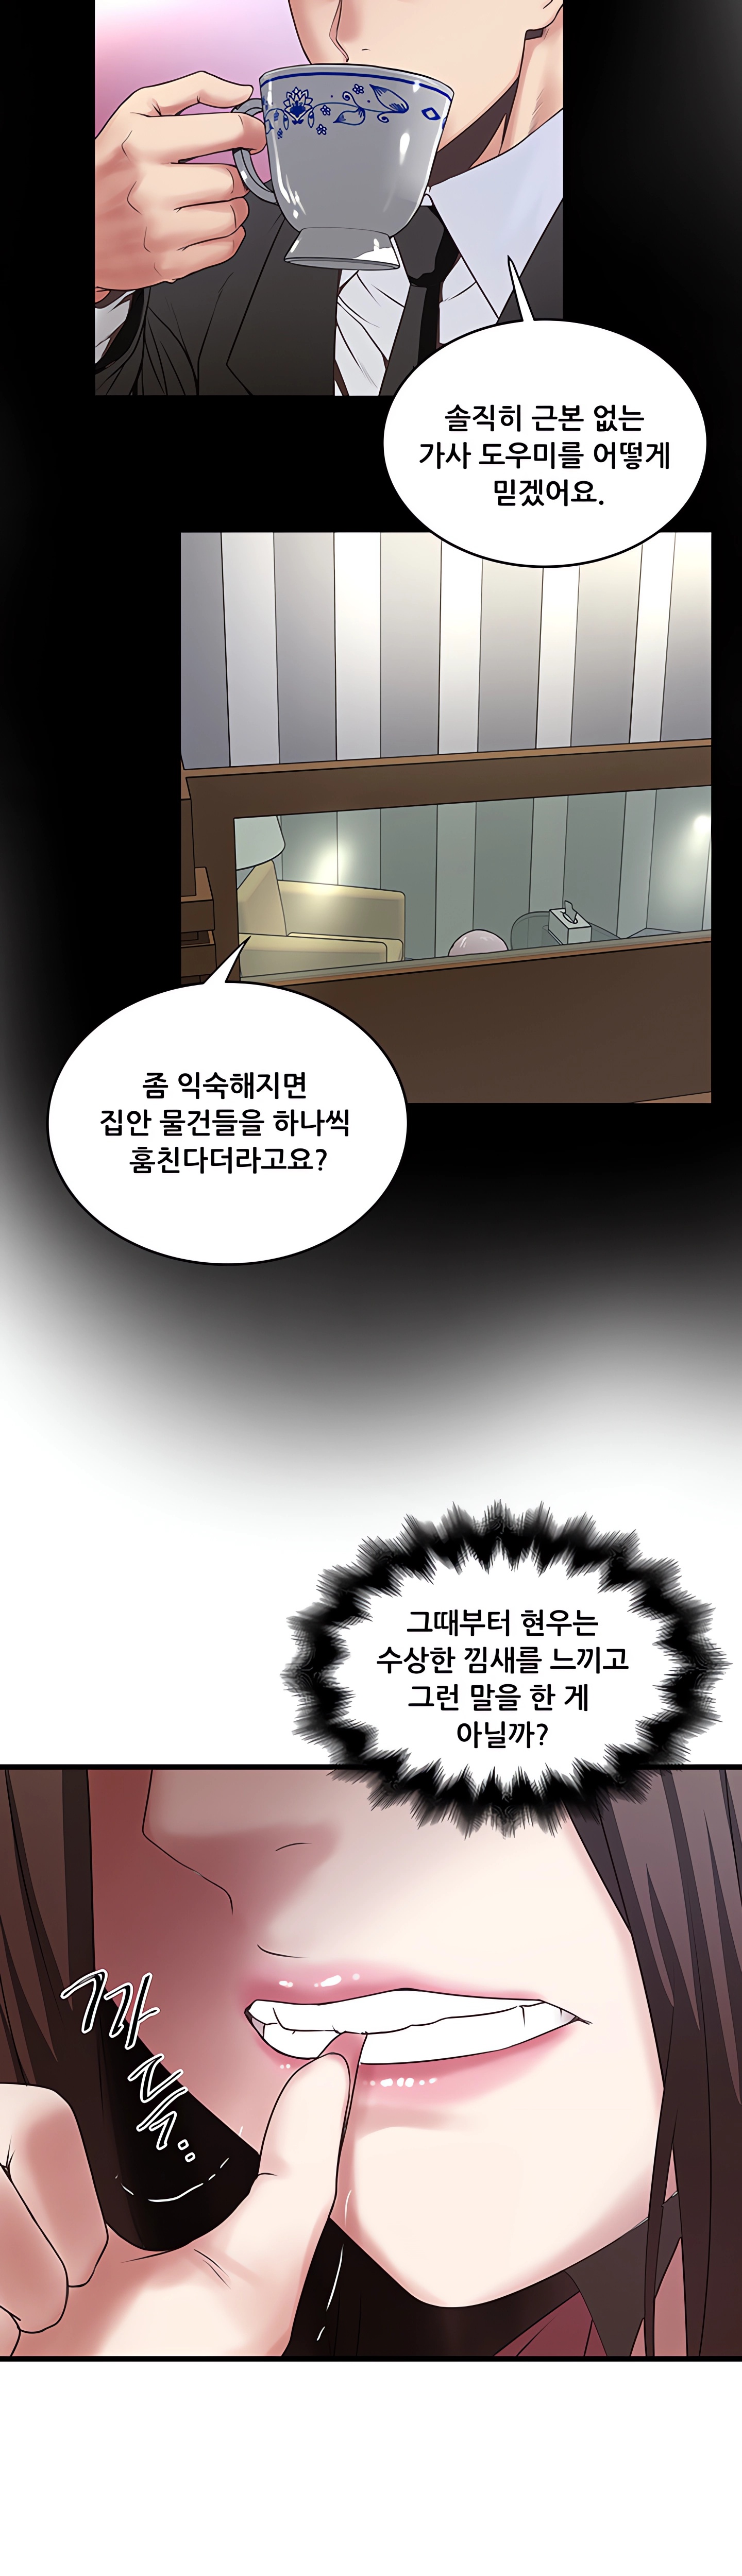 솔직히 근본 없는
가사 도우미를 어떻게
믿겠어요.
좀 익숙해지면
집안 물건들을 하나씩
훔친다더라고요?
그때부터 현우는
수상한 낌새를 느끼고
그런 말을 한 게
아닐까?
까
득..